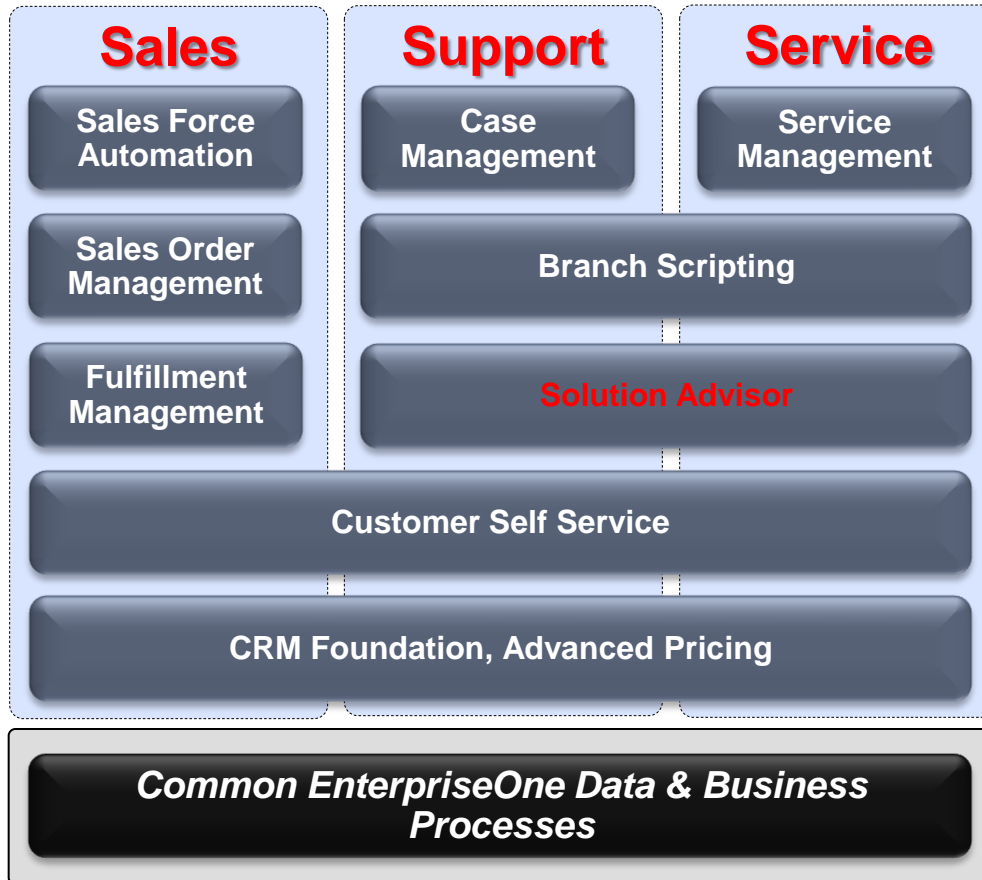 Sales
Support
Service
Sales Force
Automation
Case
Management
Service
Management
Sales Order
Management
Branch Scripting
Fulfillment
Management
Solution Advisor
Customer Self Service
CRM Foundation, Advanced Pricing
Common EnterpriseOne Data & Business
Processes